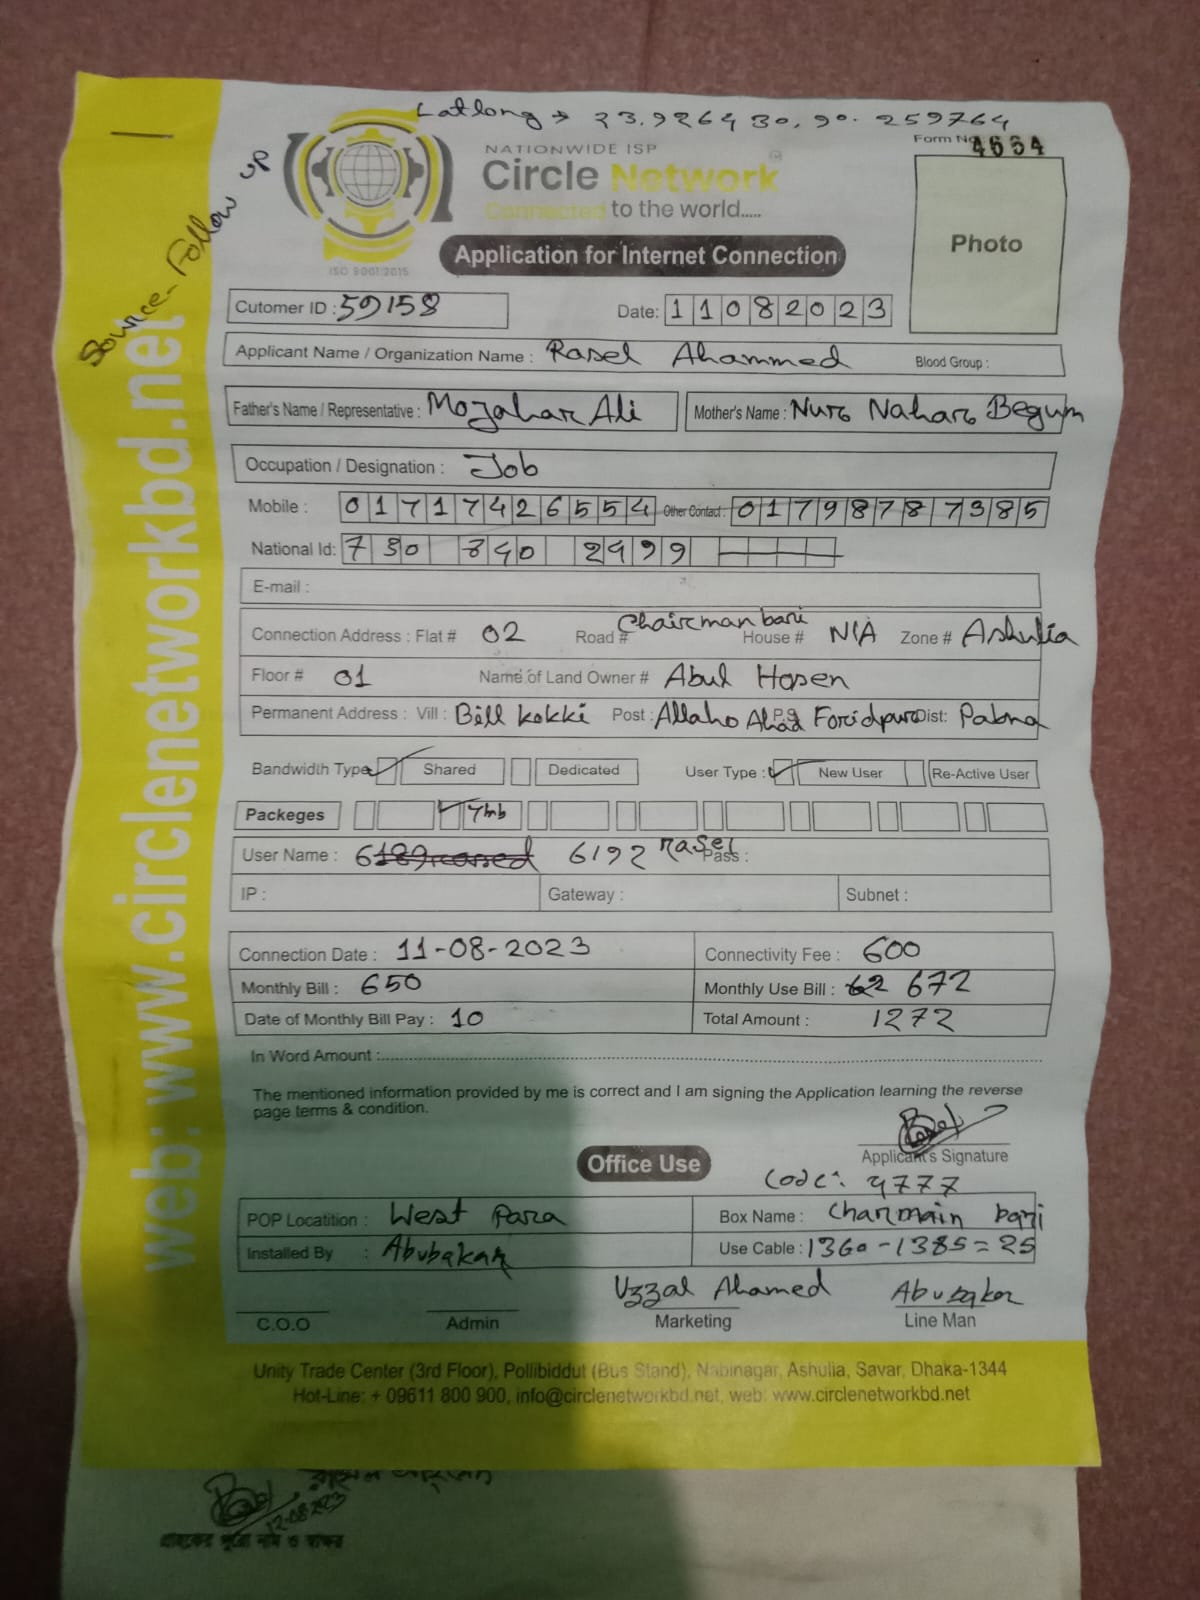 Latlong → 23.926430, 90.259764
Form No 4664
Source- Follow up
NATIONWIDE ISP
Circle Network
Connected to the world.....
ISO 9001:2015
Application for Internet Connection
Photo
Cutomer ID : 59158 Date: 11082023
Applicant Name / Organization Name : Rasel Ahammed Blood Group :
Father's Name / Representative : Mozahar Ali Mother's Name : Nur Nahar Begum
Occupation / Designation : Job
Mobile : 01717426554 Other Contact : 01798787385
National Id: 730 840 2999
E-mail :
Connection Address : Flat # 02 Road # Chairman bari House # N/A Zone # Ashulia
Floor # 01 Name of Land Owner # Abul Hosen
Permanent Address : Vill : Bill kokki Post : Allaho Abad P.S Foridpur Dist: Pabna
Bandwidth Type Shared Dedicated User Type : New User Re-Active User
Packeges 7mb
User Name : 6192 rasel Pass :
IP : Gateway : Subnet :
Connection Date : 11-08-2023 Connectivity Fee : 600
Monthly Bill : 650 Monthly Use Bill : 672
Date of Monthly Bill Pay : 10 Total Amount : 1272
In Word Amount :
The mentioned information provided by me is correct and I am signing the Application learning the reverse
page terms & condition.
Applicant's Signature
Office Use
Code: 4777
POP Locatition : West Para Box Name : Charmain bari
Installed By : Abubakar Use Cable : 1360-1385=25
Uzzal Ahamed Abubakar
C.O.O Admin Marketing Line Man
Unity Trade Center (3rd Floor), Pollibiddut (Bus Stand), Nabinagar, Ashulia, Savar, Dhaka-1344
Hot-Line: + 09611 800 900, info@circlenetworkbd.net, web: www.circlenetworkbd.net
web: www.circlenetworkbd.net
12-08-2023
গ্রাহকের পুরো নাম ও স্বাক্ষর